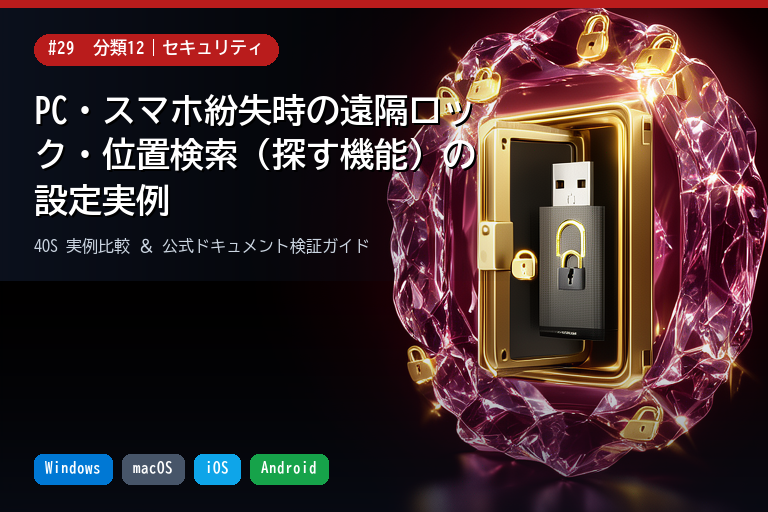 #29 分類12｜セキュリティ
PC・スマホ紛失時の遠隔ロッ
ク・位置検索（探す機能）の
設定実例
4OS 実例比較 ＆ 公式ドキュメント検証ガイド
Windows macOS iOS Android